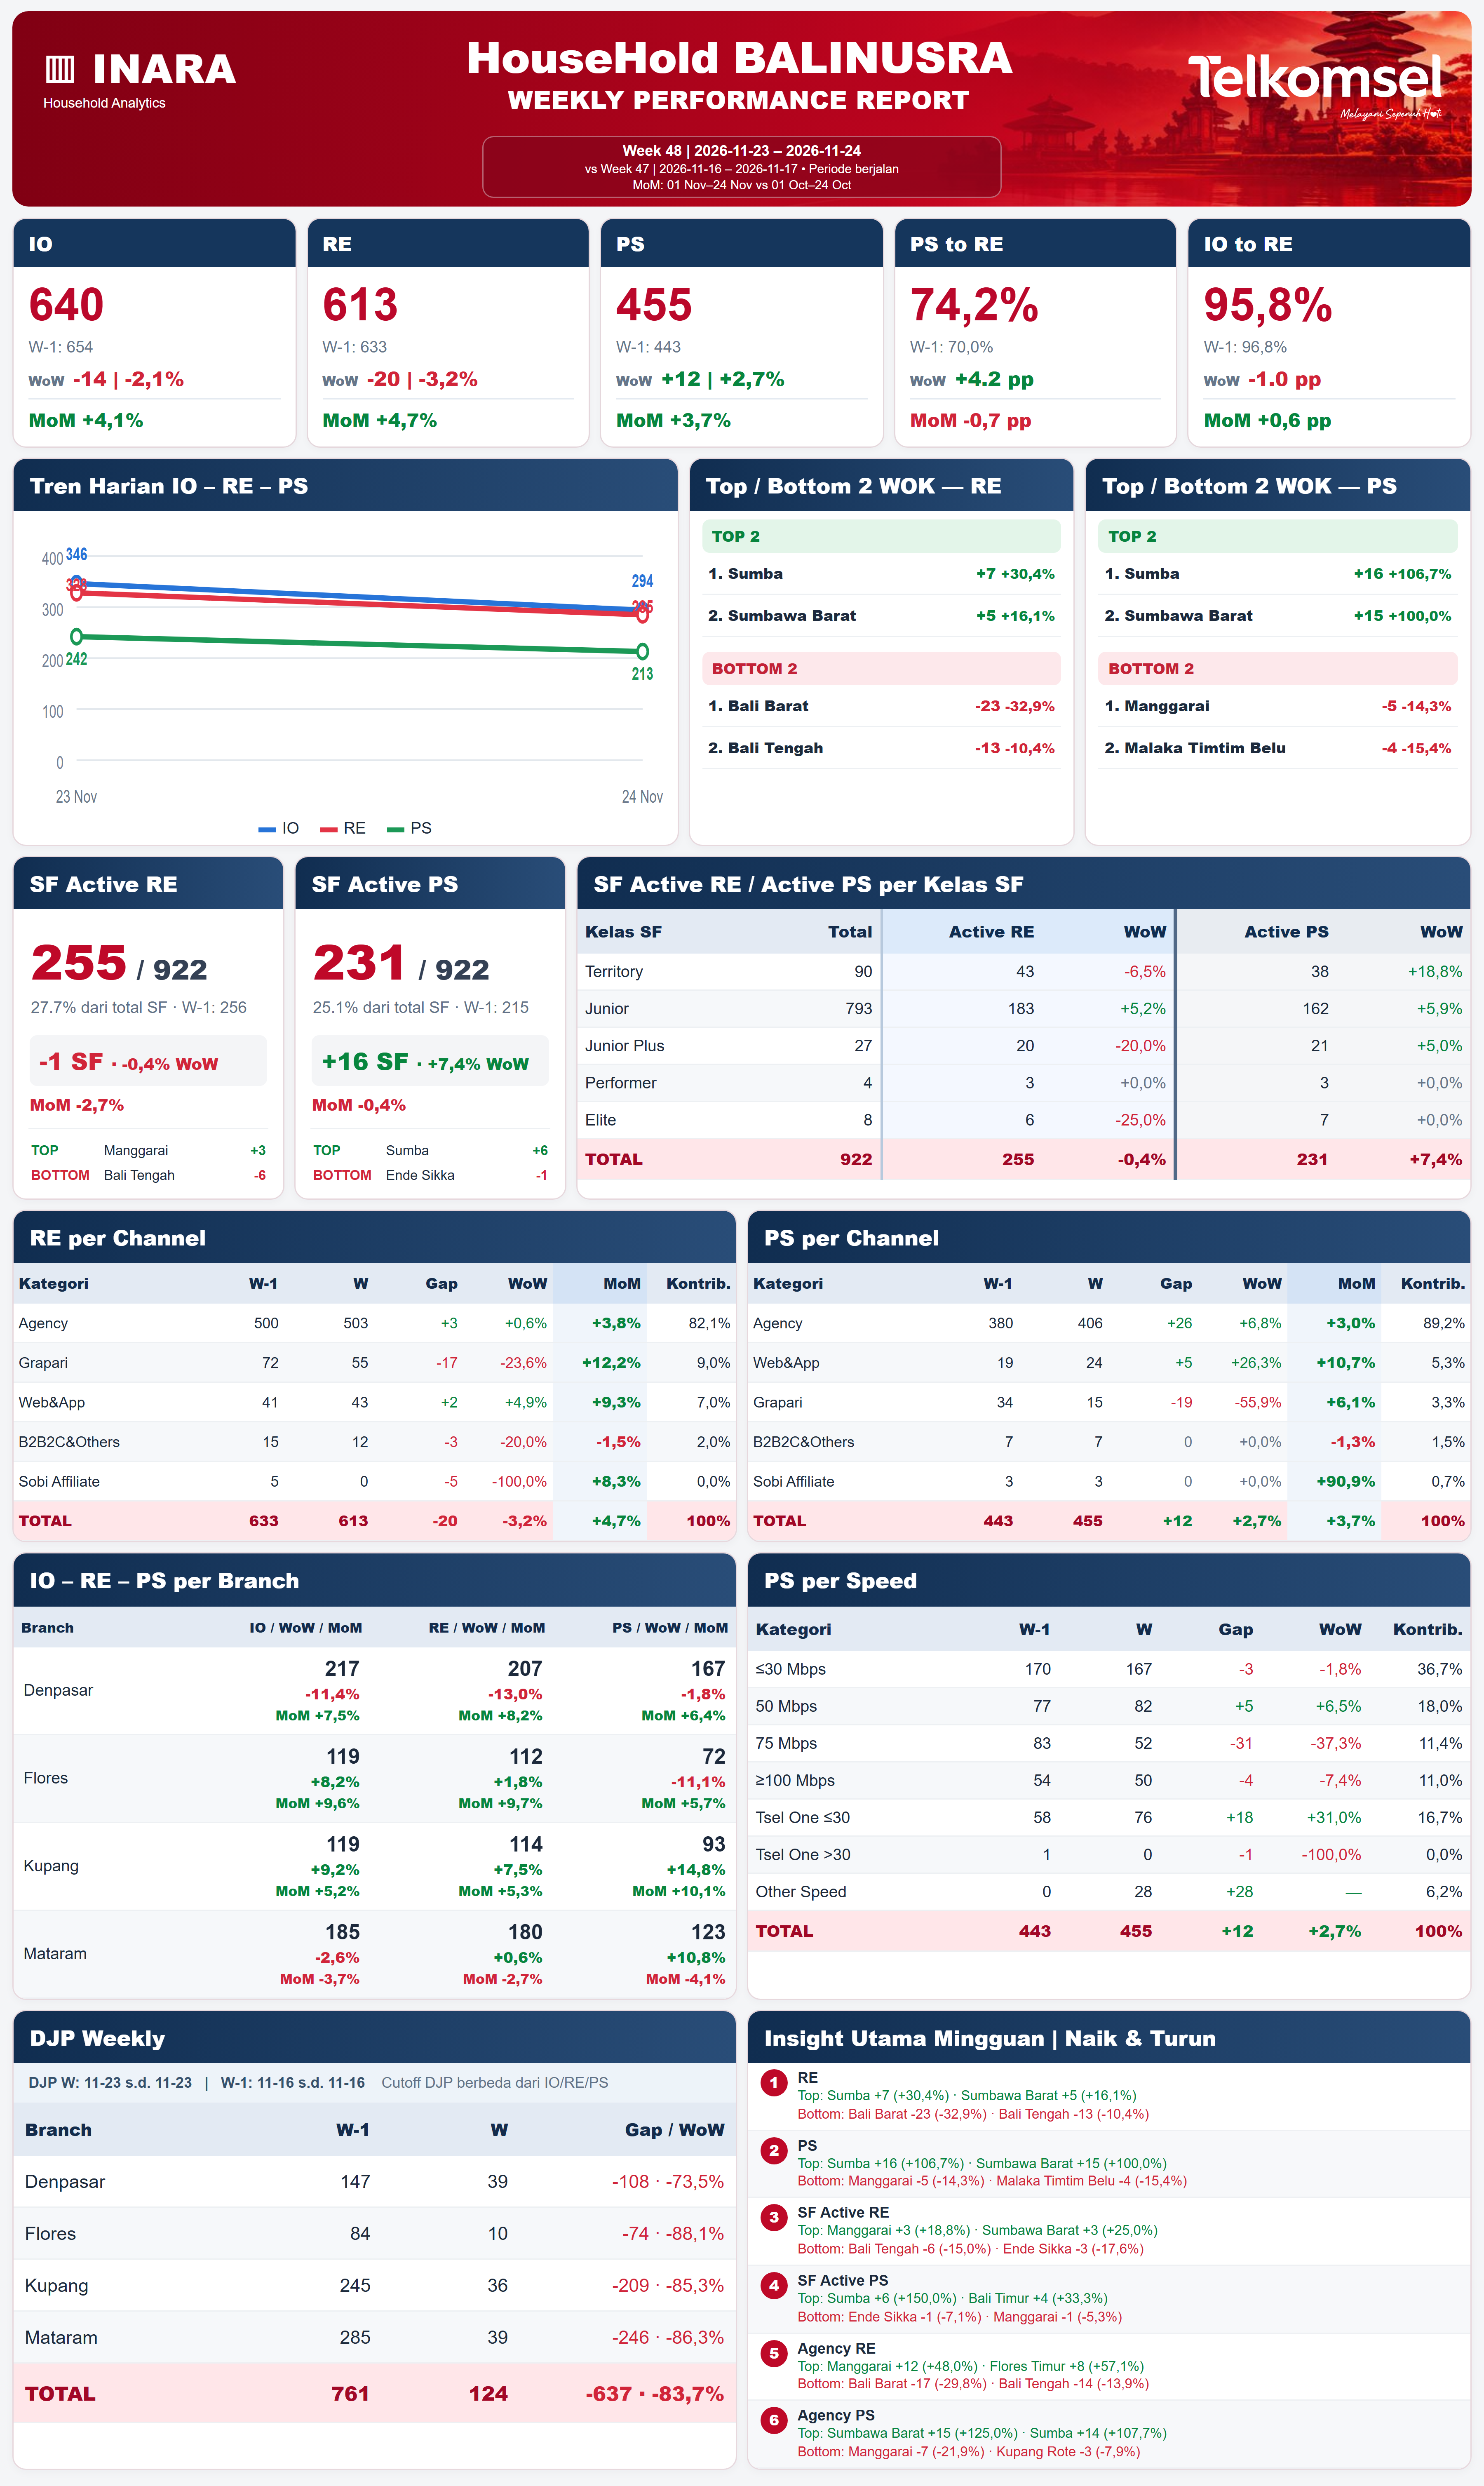 INARA
Household Analytics
HouseHold BALINUSRA
WEEKLY PERFORMANCE REPORT
Week 48 | 2026-11-23 – 2026-11-24
vs Week 47 | 2026-11-16 – 2026-11-17 • Periode berjalan
MoM: 01 Nov–24 Nov vs 01 Oct–24 Oct
Telkomsel
Melayani Sepenuh Hati
IO
640
W-1: 654
WoW -14 | -2,1%
MoM +4,1%
RE
613
W-1: 633
WoW -20 | -3,2%
MoM +4,7%
PS
455
W-1: 443
WoW +12 | +2,7%
MoM +3,7%
PS to RE
74,2%
W-1: 70,0%
WoW +4.2 pp
MoM -0,7 pp
IO to RE
95,8%
W-1: 96,8%
WoW -1.0 pp
MoM +0,6 pp
Tren Harian IO – RE – PS
400
300
200
100
0
346
242
294
213
23 Nov
24 Nov
IO RE PS
Top / Bottom 2 WOK — RE
TOP 2
1. Sumba +7 +30,4%
2. Sumbawa Barat +5 +16,1%
BOTTOM 2
1. Bali Barat -23 -32,9%
2. Bali Tengah -13 -10,4%
Top / Bottom 2 WOK — PS
TOP 2
1. Sumba +16 +106,7%
2. Sumbawa Barat +15 +100,0%
BOTTOM 2
1. Manggarai -5 -14,3%
2. Malaka Timtim Belu -4 -15,4%
SF Active RE
255 / 922
27.7% dari total SF · W-1: 256
-1 SF · -0,4% WoW
MoM -2,7%
TOP Manggarai +3
BOTTOM Bali Tengah -6
SF Active PS
231 / 922
25.1% dari total SF · W-1: 215
+16 SF · +7,4% WoW
MoM -0,4%
TOP Sumba +6
BOTTOM Ende Sikka -1
SF Active RE / Active PS per Kelas SF
Kelas SF Total Active RE WoW Active PS WoW
Territory 90 43 -6,5% 38 +18,8%
Junior 793 183 +5,2% 162 +5,9%
Junior Plus 27 20 -20,0% 21 +5,0%
Performer 4 3 +0,0% 3 +0,0%
Elite 8 6 -25,0% 7 +0,0%
TOTAL 922 255 -0,4% 231 +7,4%
RE per Channel
Kategori W-1 W Gap WoW MoM Kontrib.
Agency 500 503 +3 +0,6% +3,8% 82,1%
Grapari 72 55 -17 -23,6% +12,2% 9,0%
Web&App 41 43 +2 +4,9% +9,3% 7,0%
B2B2C&Others 15 12 -3 -20,0% -1,5% 2,0%
Sobi Affiliate 5 0 -5 -100,0% +8,3% 0,0%
TOTAL 633 613 -20 -3,2% +4,7% 100%
PS per Channel
Kategori W-1 W Gap WoW MoM Kontrib.
Agency 380 406 +26 +6,8% +3,0% 89,2%
Web&App 19 24 +5 +26,3% +10,7% 5,3%
Grapari 34 15 -19 -55,9% +6,1% 3,3%
B2B2C&Others 7 7 0 +0,0% -1,3% 1,5%
Sobi Affiliate 3 3 0 +0,0% +90,9% 0,7%
TOTAL 443 455 +12 +2,7% +3,7% 100%
IO – RE – PS per Branch
Branch IO / WoW / MoM RE / WoW / MoM PS / WoW / MoM
Denpasar
217 207 167
-11,4% -13,0% -1,8%
MoM +7,5% MoM +8,2% MoM +6,4%
Flores
119 112 72
+8,2% +1,8% -11,1%
MoM +9,6% MoM +9,7% MoM +5,7%
Kupang
119 114 93
+9,2% +7,5% +14,8%
MoM +5,2% MoM +5,3% MoM +10,1%
Mataram
185 180 123
-2,6% +0,6% +10,8%
MoM -3,7% MoM -2,7% MoM -4,1%
PS per Speed
Kategori W-1 W Gap WoW Kontrib.
≤30 Mbps 170 167 -3 -1,8% 36,7%
50 Mbps 77 82 +5 +6,5% 18,0%
75 Mbps 83 52 -31 -37,3% 11,4%
≥100 Mbps 54 50 -4 -7,4% 11,0%
Tsel One ≤30 58 76 +18 +31,0% 16,7%
Tsel One >30 1 0 -1 -100,0% 0,0%
Other Speed 0 28 +28 — 6,2%
TOTAL 443 455 +12 +2,7% 100%
DJP Weekly
DJP W: 11-23 s.d. 11-23 | W-1: 11-16 s.d. 11-16 Cutoff DJP berbeda dari IO/RE/PS
Branch W-1 W Gap / WoW
Denpasar 147 39 -108 · -73,5%
Flores 84 10 -74 · -88,1%
Kupang 245 36 -209 · -85,3%
Mataram 285 39 -246 · -86,3%
TOTAL 761 124 -637 · -83,7%
Insight Utama Mingguan | Naik & Turun
1 RE
Top: Sumba +7 (+30,4%) · Sumbawa Barat +5 (+16,1%)
Bottom: Bali Barat -23 (-32,9%) · Bali Tengah -13 (-10,4%)
2 PS
Top: Sumba +16 (+106,7%) · Sumbawa Barat +15 (+100,0%)
Bottom: Manggarai -5 (-14,3%) · Malaka Timtim Belu -4 (-15,4%)
3 SF Active RE
Top: Manggarai +3 (+18,8%) · Sumbawa Barat +3 (+25,0%)
Bottom: Bali Tengah -6 (-15,0%) · Ende Sikka -3 (-17,6%)
4 SF Active PS
Top: Sumba +6 (+150,0%) · Bali Timur +4 (+33,3%)
Bottom: Ende Sikka -1 (-7,1%) · Manggarai -1 (-5,3%)
5 Agency RE
Top: Manggarai +12 (+48,0%) · Flores Timur +8 (+57,1%)
Bottom: Bali Barat -17 (-29,8%) · Bali Tengah -14 (-13,9%)
6 Agency PS
Top: Sumbawa Barat +15 (+125,0%) · Sumba +14 (+107,7%)
Bottom: Manggarai -7 (-21,9%) · Kupang Rote -3 (-7,9%)